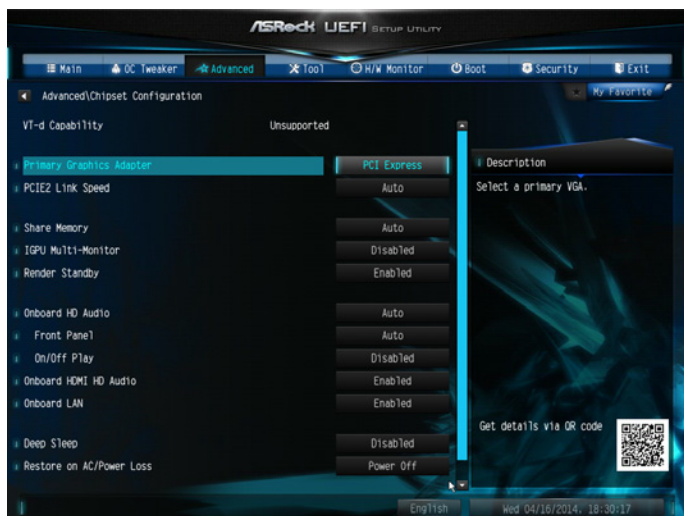 ASRock UEFI SETUP UTILITY
Main OC Tweaker Advanced Tool H/W Monitor Boot Security Exit
Advanced\Chipset Configuration
My Favorite
VT-d Capability Unsupported
Primary Graphics Adapter PCI Express
PCIE2 Link Speed Auto
Share Memory Auto
IGPU Multi-Monitor Disabled
Render Standby Enabled
Onboard HD Audio Auto
Front Panel Auto
On/Off Play Disabled
Onboard HDMI HD Audio Enabled
Onboard LAN Enabled
Deep Sleep Disabled
Restore on AC/Power Loss Power Off
Description
Select a primary VGA.
Get details via QR code
English
Wed 04/16/2014. 18:30:17